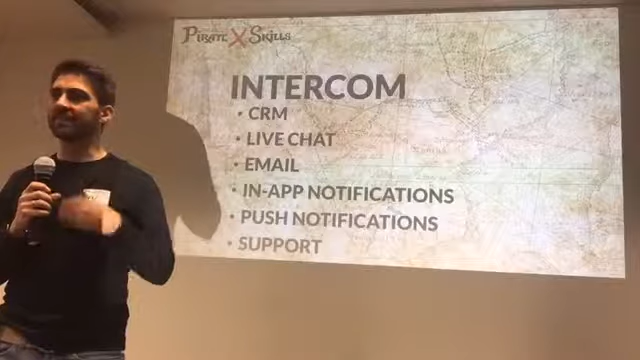 PIRATE X SKILLS
INTERCOM
• CRM
• LIVE CHAT
• EMAIL
• IN-APP NOTIFICATIONS
• PUSH NOTIFICATIONS
• SUPPORT